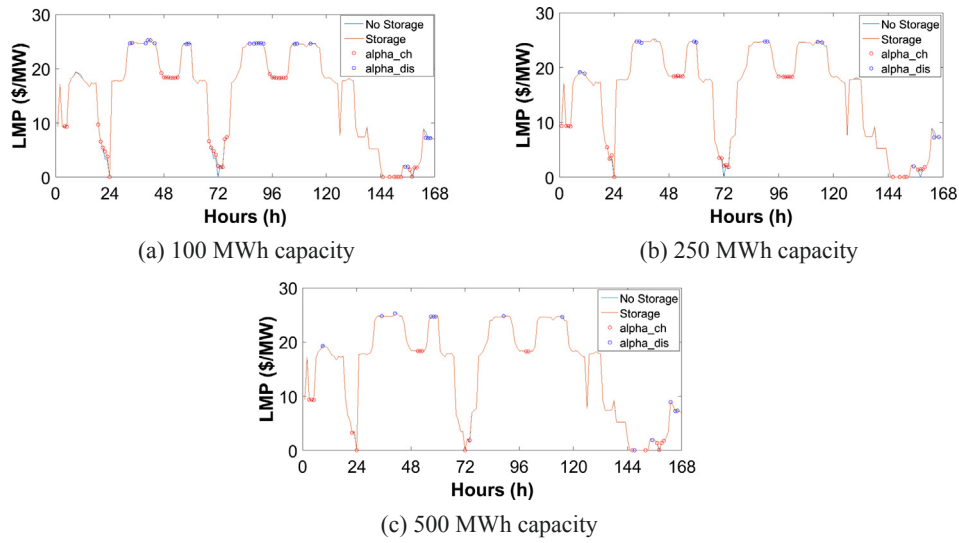 30
20
10
0
LMP ($/MW)
No Storage
Storage
alpha_ch
alpha_dis
0 24 48 72 96 120 144 168
Hours (h)
(a) 100 MWh capacity
30
20
10
0
LMP ($/MW)
No Storage
Storage
alpha_ch
alpha_dis
0 24 48 72 96 120 144 168
Hours (h)
(b) 250 MWh capacity
30
20
10
0
LMP ($/MW)
No Storage
Storage
alpha_ch
alpha_dis
0 24 48 72 96 120 144 168
Hours (h)
(c) 500 MWh capacity